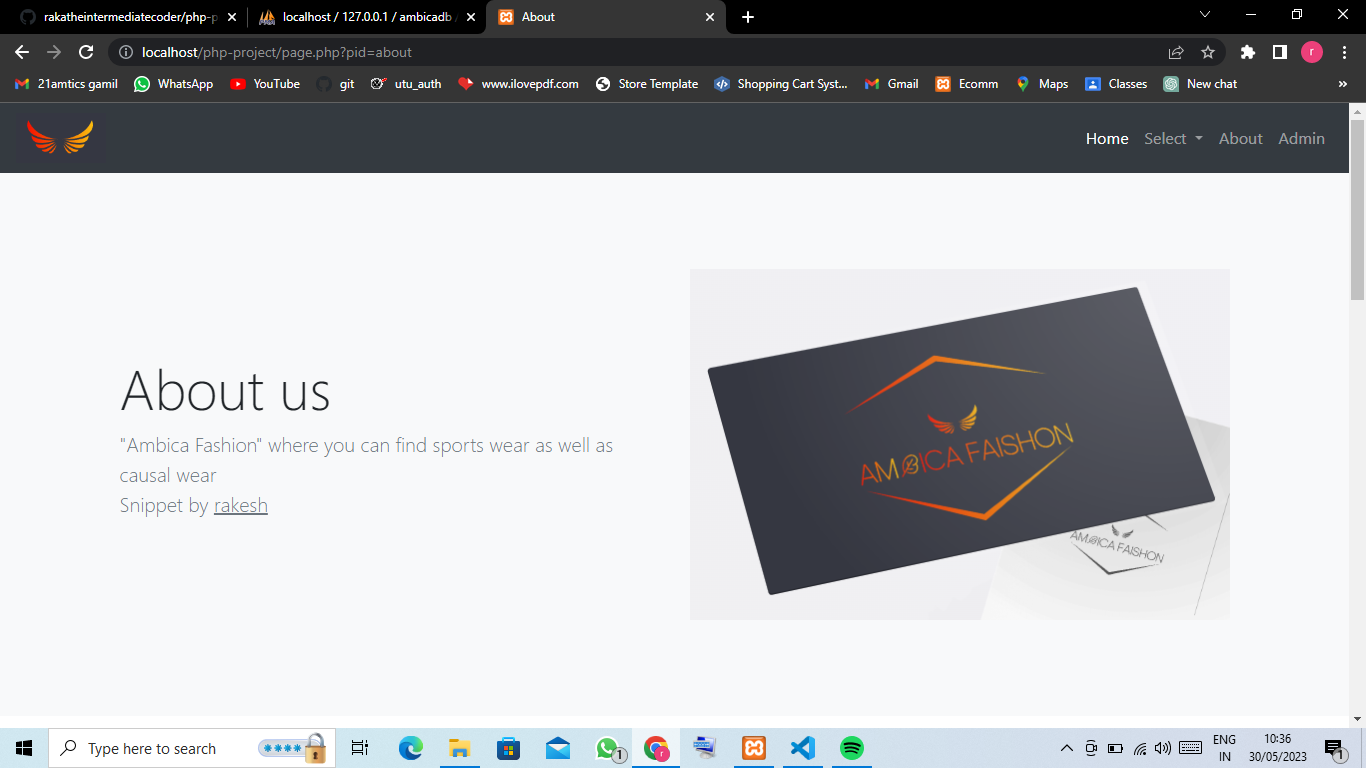 rakatheintermediatecoder/php-p
localhost / 127.0.0.1 / ambicadb
About
localhost/php-project/page.php?pid=about
r
21amtics gamil
WhatsApp
YouTube
git
utu_auth
www.ilovepdf.com
Store Template
Shopping Cart Syst...
Gmail
Ecomm
Maps
Classes
New chat
»
Home
Select
About
Admin
About us
"Ambica Fashion" where you can find sports wear as well as
causal wear
Snippet by rakesh
AMBICA FAISHON
AMBICA FAISHON
Type here to search
1
r
ENG
IN
10:36
30/05/2023
1